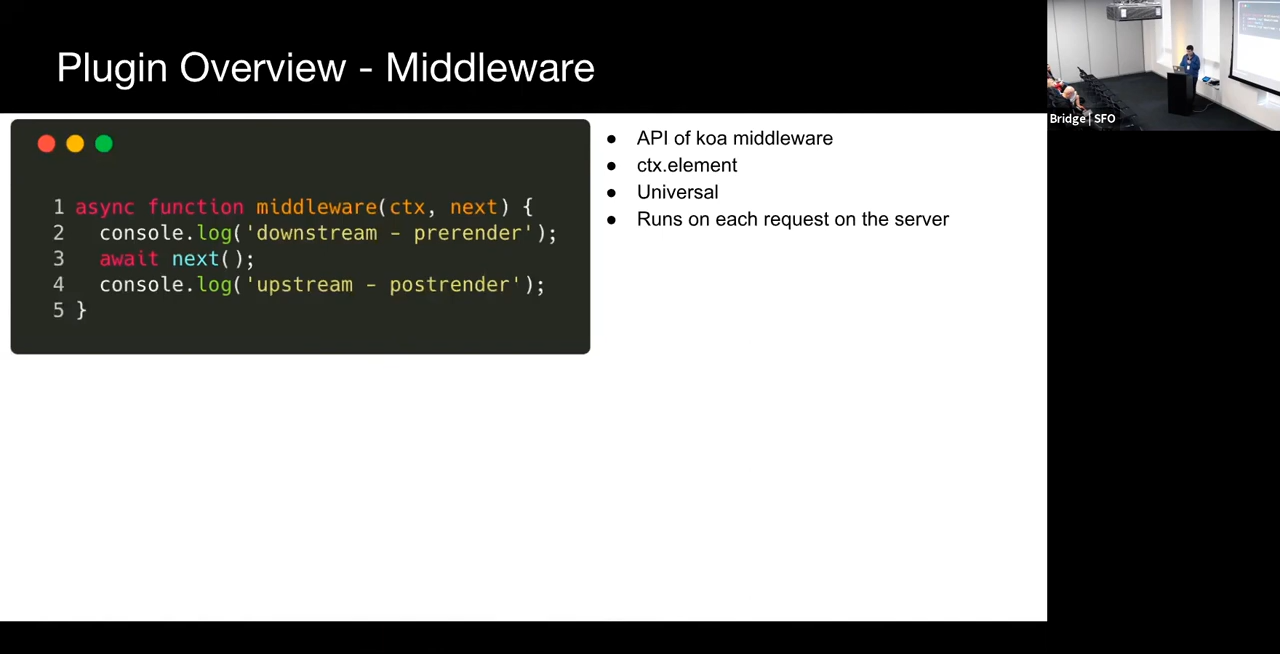 Plugin Overview - Middleware
1 async function middleware(ctx, next) {
2 console.log('downstream - prerender');
3 await next();
4 console.log('upstream - postrender');
5 }
● API of koa middleware
● ctx.element
● Universal
● Runs on each request on the server
Bridge | SFO